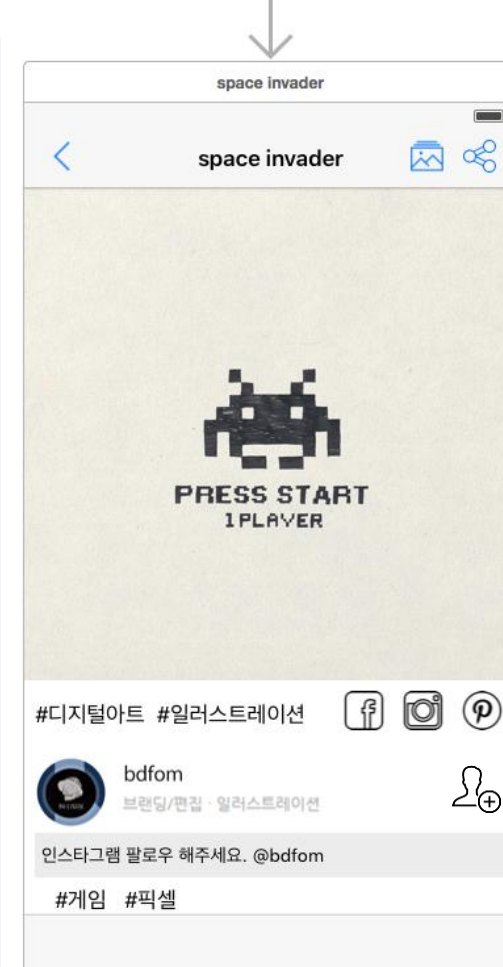 space invader
space invader
PRESS START
1PLAYER
#디지털아트 #일러스트레이션
bdfom
브랜딩/편집 · 일러스트레이션
인스타그램 팔로우 해주세요. @bdfom
#게임 #픽셀